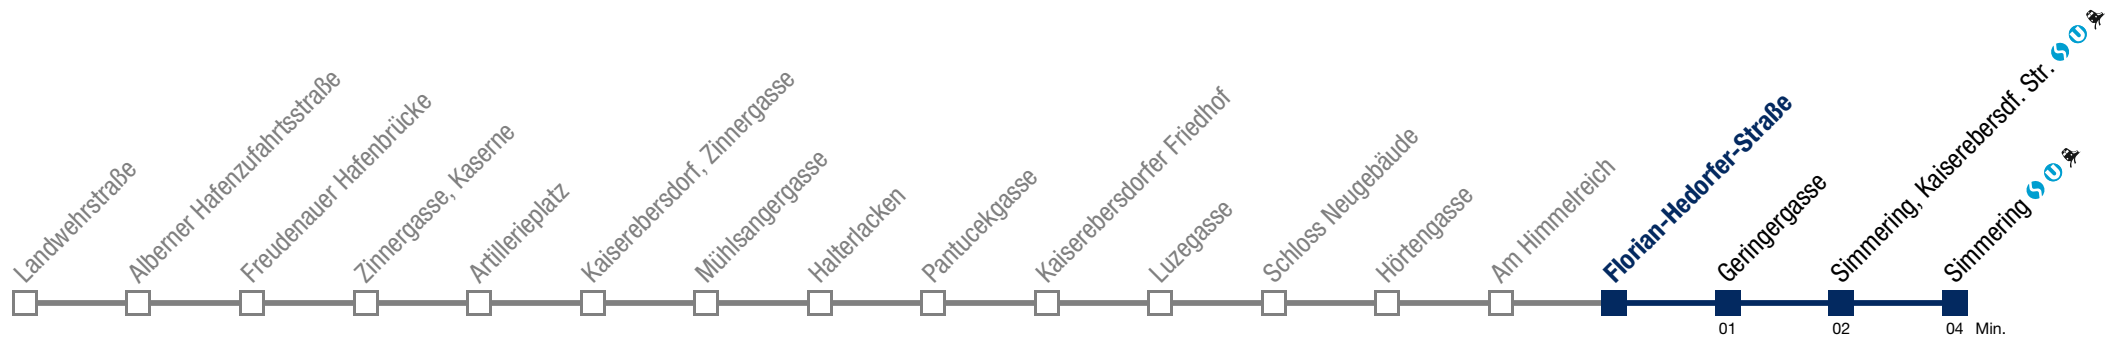 Landwehrstraße
Alberner Hafenzufahrtsstraße
Freudenauer Hafenbrücke
Zinnergasse, Kaserne
Artillerieplatz
Kaiserebersdorf, Zinnergasse
Mühlsangergasse
Halterlacken
Pantucekgasse
Kaiserebersdorfer Friedhof
Luzegasse
Schloss Neugebäude
Hörtengasse
Am Himmelreich
Florian-Hedorfer-Straße
Geringergasse
Simmering, Kaiserebersdf. Str. S U
Simmering S U
01 02 04 Min.